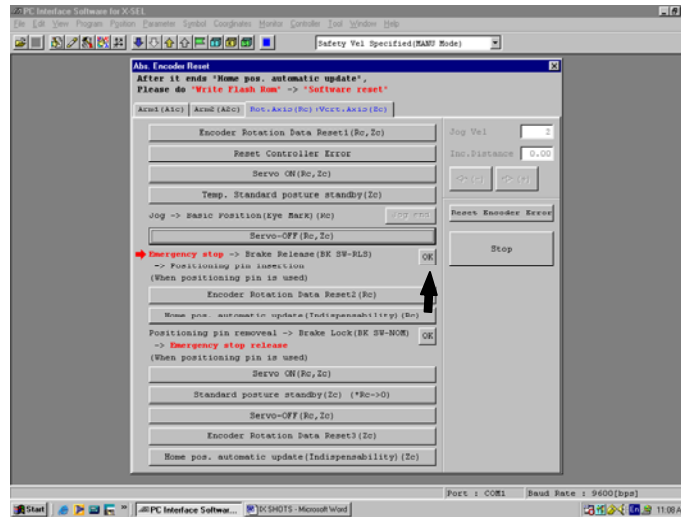 PC Interface Software for X-SEL
File Edit View Program Position Parameter Symbol Coordinates Monitor Controller Tool Window Help
Safety Vel Specified(MANU Mode)
Abs. Encoder Reset
After it ends "Home pos. automatic update",
Please do "Write Flash Rom" -> "Software reset"
Arm1(A1c) Arm2(A2c) Rot.Axis(Rc)+Vert.Axis(Zc)
Encoder Rotation Data Reset1(Rc,Zc)
Reset Controller Error
Servo ON(Rc,Zc)
Temp. Standard posture standby(Zc)
Jog -> Basic Position(Eye Mark)(Rc) Jog end
Servo-OFF(Rc,Zc)
Emergency stop -> Brake Release(BK SW-RLS) OK
-> Positioning pin insertion
(When positioning pin is used)
Encoder Rotation Data Reset2(Rc)
Home pos. automatic update(Indispensability)(Rc)
Positioning pin removeal -> Brake Lock(BK SW-NOM) OK
-> Emergency stop release
(When positioning pin is used)
Servo ON(Rc,Zc)
Standard posture standby(Zc) (*Rc->0)
Servo-OFF(Rc,Zc)
Encoder Rotation Data Reset3(Zc)
Home pos. automatic update(Indispensability)(Zc)
Jog Vel 2
Inc.Distance 0.00
Reset Encoder Error
Stop
Port : COM1 Baud Rate : 9600[bps]
Start PC Interface Softwar... IX SHOTS - Microsoft Word En 11:08 A